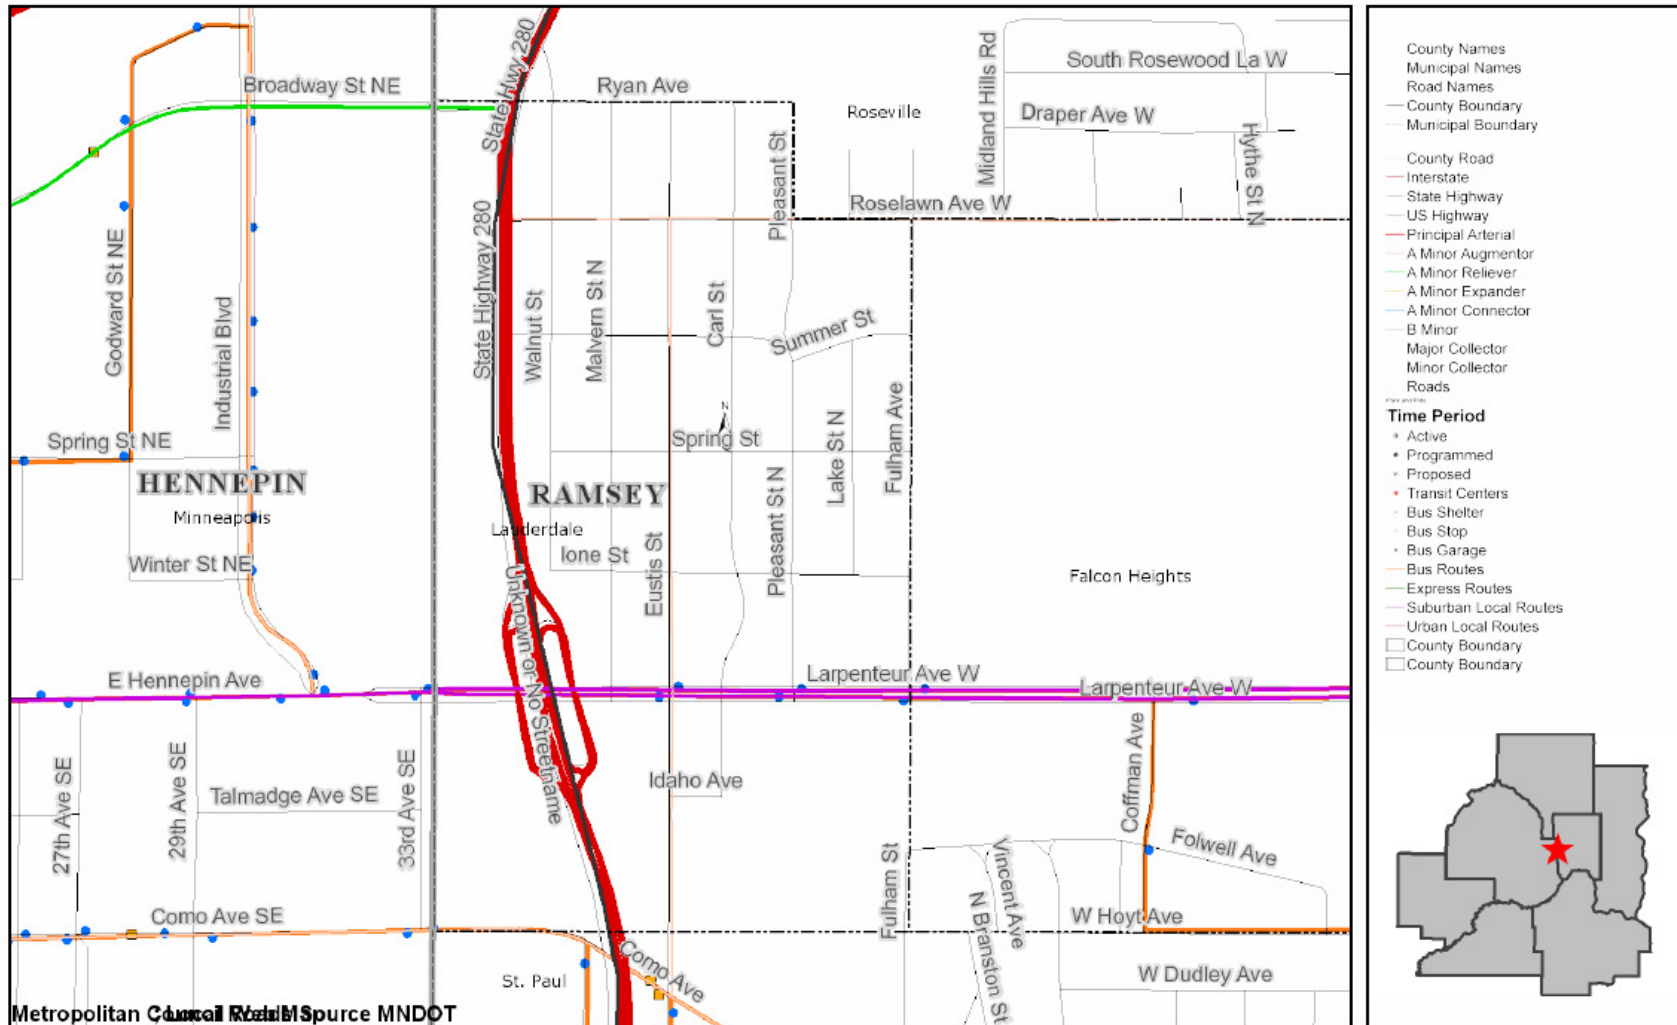 State Hwy 280
Broadway St NE
Ryan Ave
Midland Hills Rd
South Rosewood La W
Roseville
Draper Ave W
Hythe St N
Pleasant St
Roselawn Ave W
State Highway 280
Godward St NE
Industrial Blvd
Walnut St
Malvern St N
Carl St
Summer St
Fulham Ave
Lake St N
N
Spring St NE
Spring St
HENNEPIN
RAMSEY
Minneapolis
Lauderdale
Pleasant St N
Winter St NE
Ione St
Eustis St
Falcon Heights
Unknown or No Streetname
E Hennepin Ave
Larpenteur Ave W
Larpenteur Ave W
27th Ave SE
29th Ave SE
33rd Ave SE
Talmadge Ave SE
Idaho Ave
Coffman Ave
Folwell Ave
Fulham St
Vincent Ave
N Branston St
W Hoyt Ave
Como Ave SE
Como Ave
St. Paul
W Dudley Ave
Metropolitan Council
Source MNDOT
County Names
Municipal Names
Road Names
County Boundary
Municipal Boundary
County Road
Interstate
State Highway
US Highway
Principal Arterial
A Minor Augmentor
A Minor Reliever
A Minor Expander
A Minor Connector
B Minor
Major Collector
Minor Collector
Roads
Park and Ride
Time Period
Active
Programmed
Proposed
Transit Centers
Bus Shelter
Bus Stop
Bus Garage
Bus Routes
Express Routes
Suburban Local Routes
Urban Local Routes
County Boundary
County Boundary